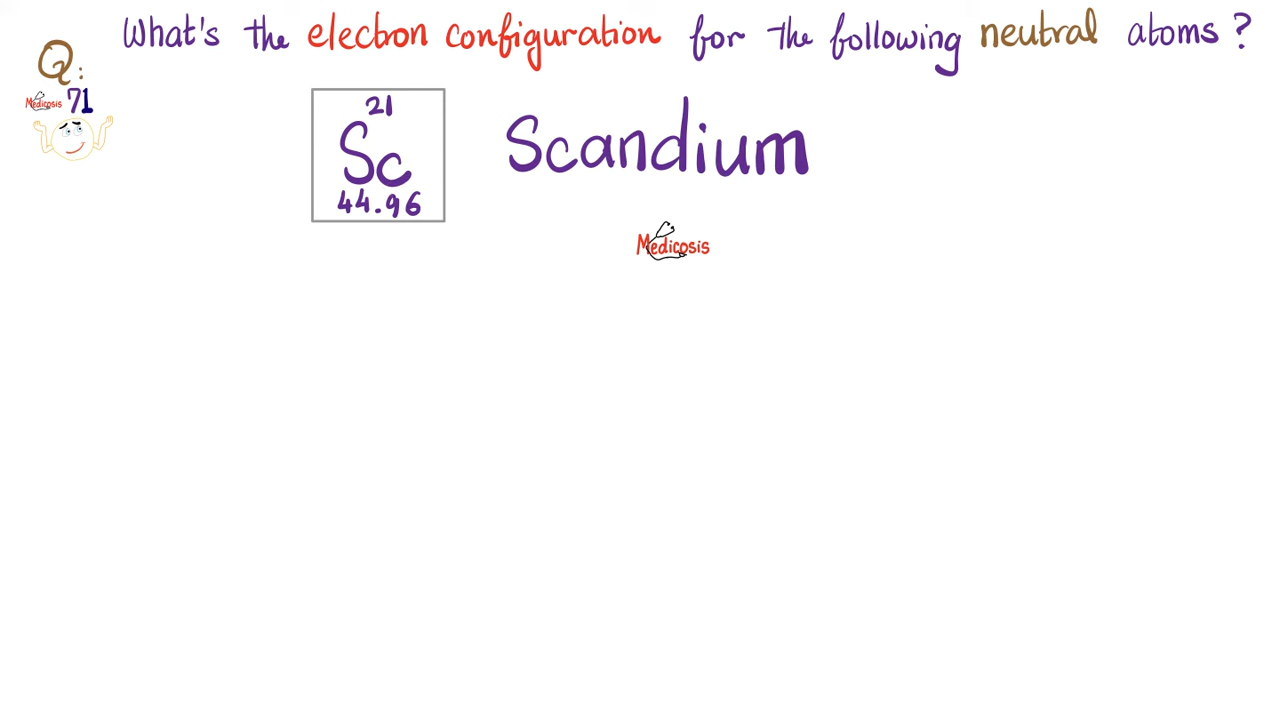 What's the electron configuration for the following neutral atoms?
Q:
Medicosis 71
21
Sc
44.96
Scandium
Medicosis